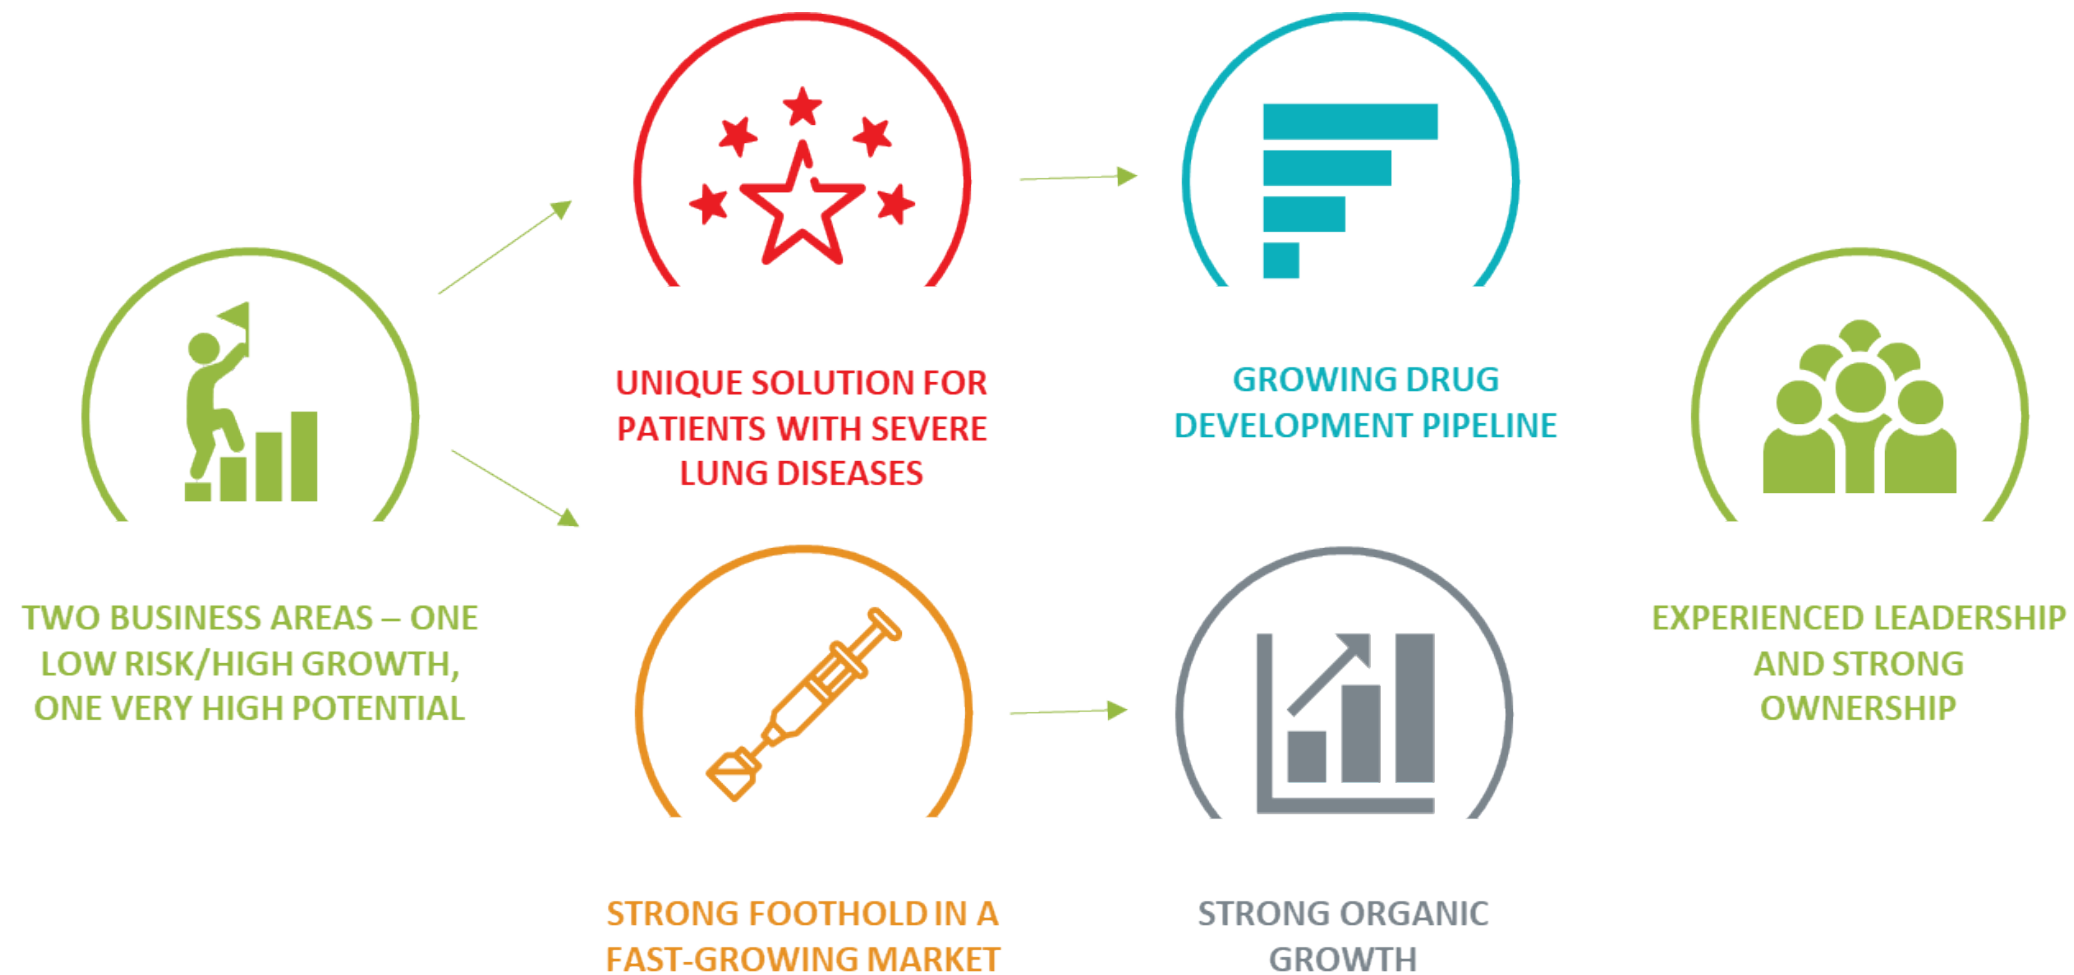 TWO BUSINESS AREAS – ONE
LOW RISK/HIGH GROWTH,
ONE VERY HIGH POTENTIAL
UNIQUE SOLUTION FOR
PATIENTS WITH SEVERE
LUNG DISEASES
GROWING DRUG
DEVELOPMENT PIPELINE
STRONG FOOTHOLD IN A
FAST-GROWING MARKET
STRONG ORGANIC
GROWTH
EXPERIENCED LEADERSHIP
AND STRONG
OWNERSHIP